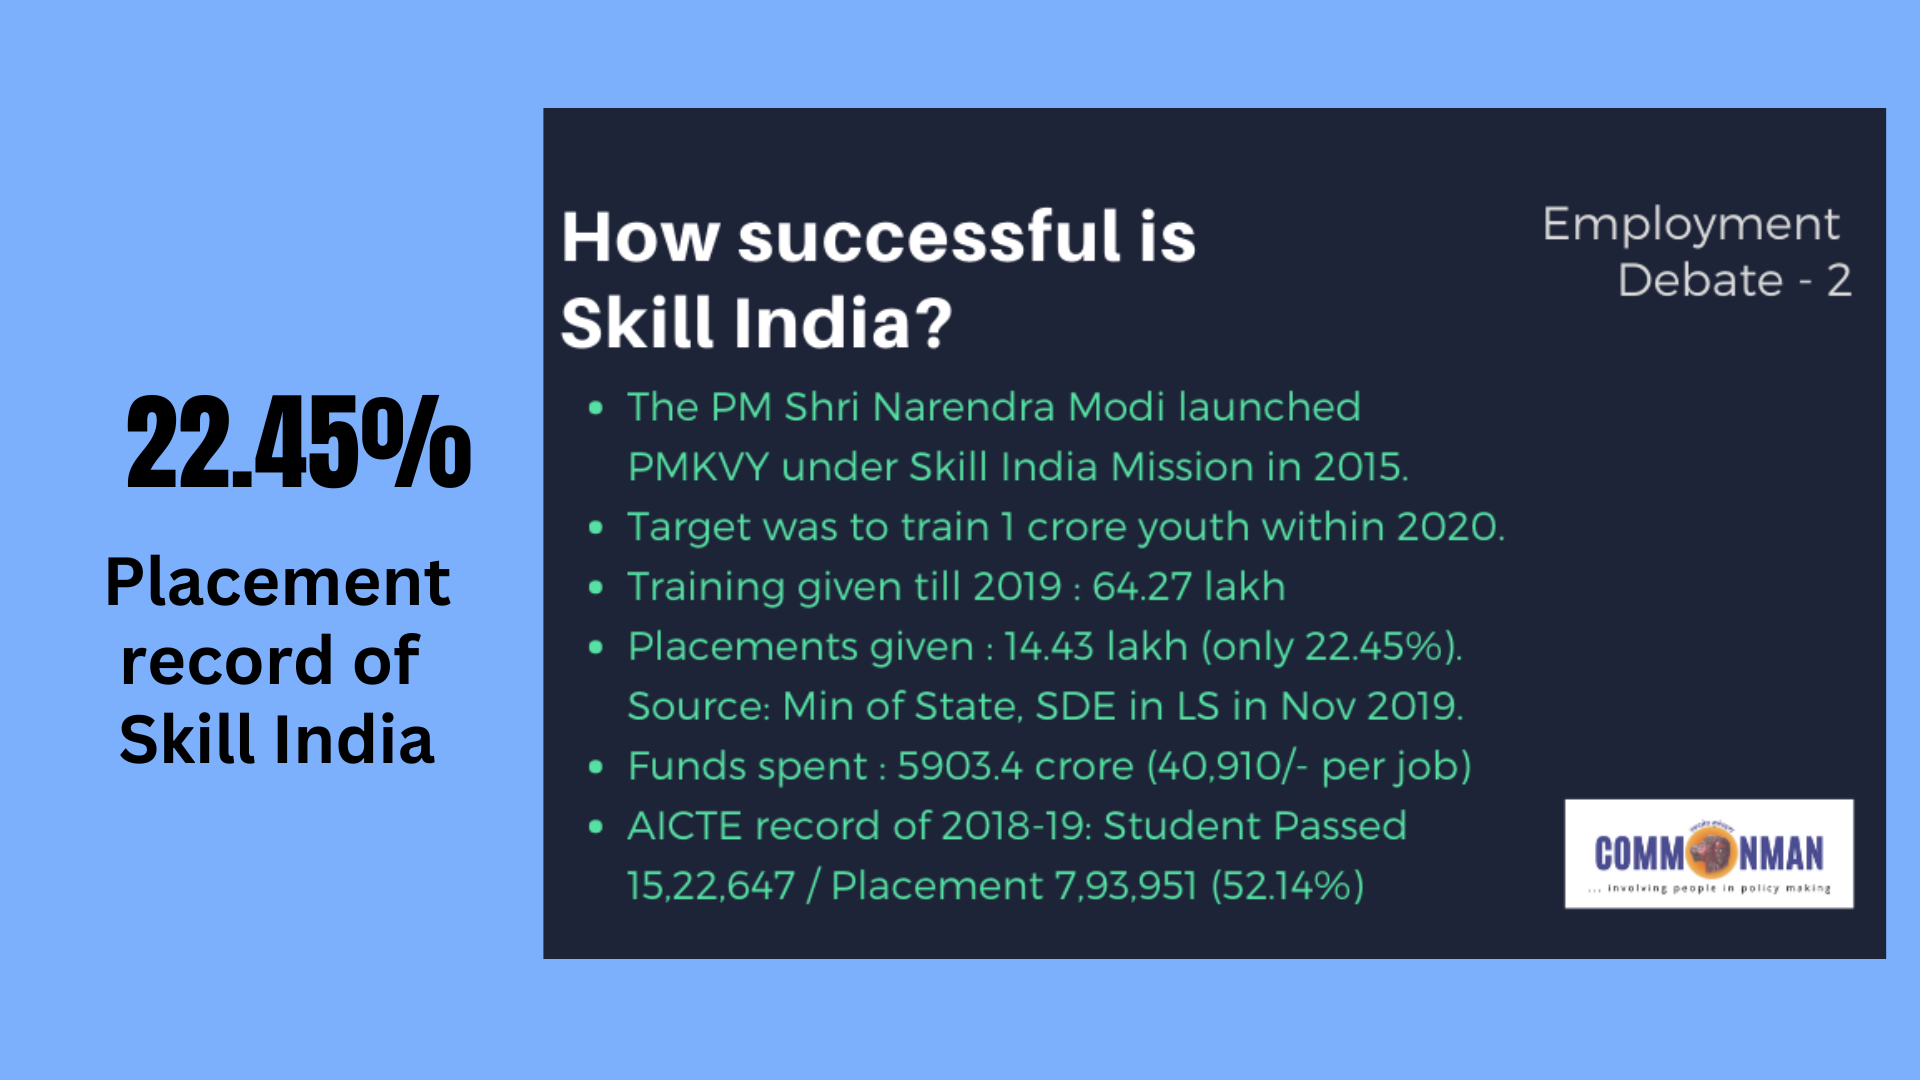 22.45%
Placement
record of
Skill India
How successful is
Skill India?
Employment
Debate - 2
• The PM Shri Narendra Modi launched
PMKVY under Skill India Mission in 2015.
• Target was to train 1 crore youth within 2020.
• Training given till 2019 : 64.27 lakh
• Placements given : 14.43 lakh (only 22.45%).
Source: Min of State, SDE in LS in Nov 2019.
• Funds spent : 5903.4 crore (40,910/- per job)
• AICTE record of 2018-19: Student Passed
15,22,647 / Placement 7,93,951 (52.14%)
COMMONMAN
... involving people in policy making